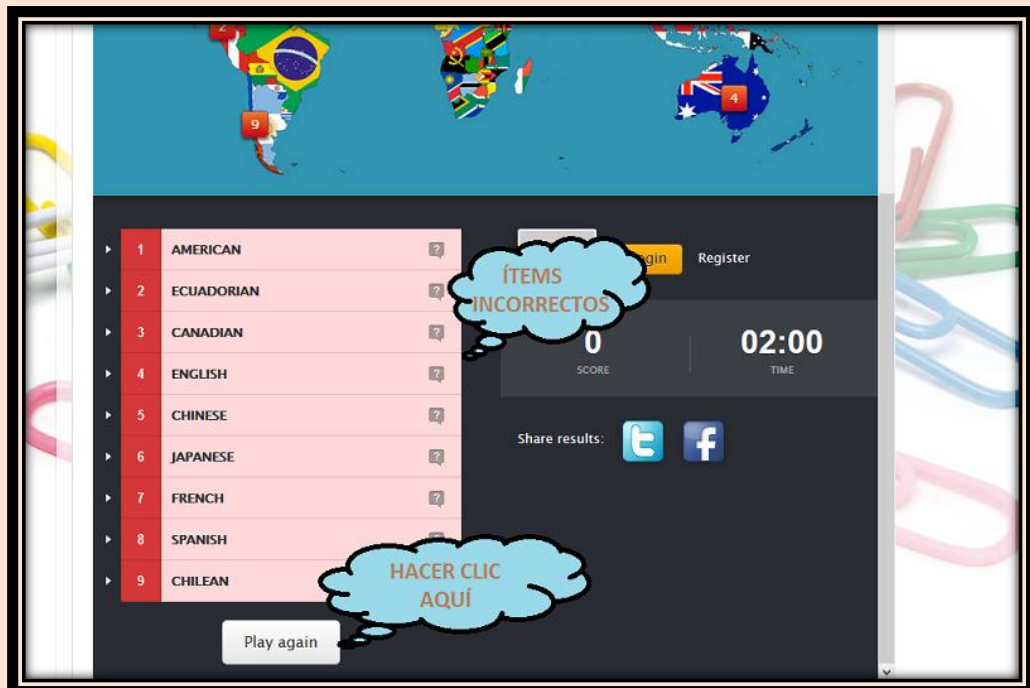 2
9
4
1 AMERICAN ?
2 ECUADORIAN ?
3 CANADIAN ?
4 ENGLISH ?
5 CHINESE ?
6 JAPANESE ?
7 FRENCH ?
8 SPANISH
9 CHILEAN
Play again
ÍTEMS
INCORRECTOS
Register
0
SCORE
02:00
TIME
Share results:
t f
HACER CLIC
AQUÍ